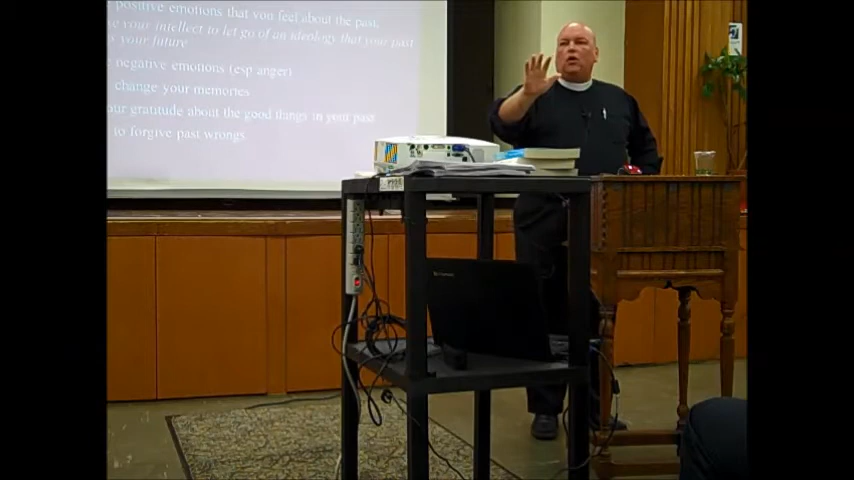 positive emotions that you feel about the past,
your intellect to let go of an ideology that your past
your future
negative emotions (esp anger)
change your memories
our gratitude about the good things in your past
to forgive past wrongs